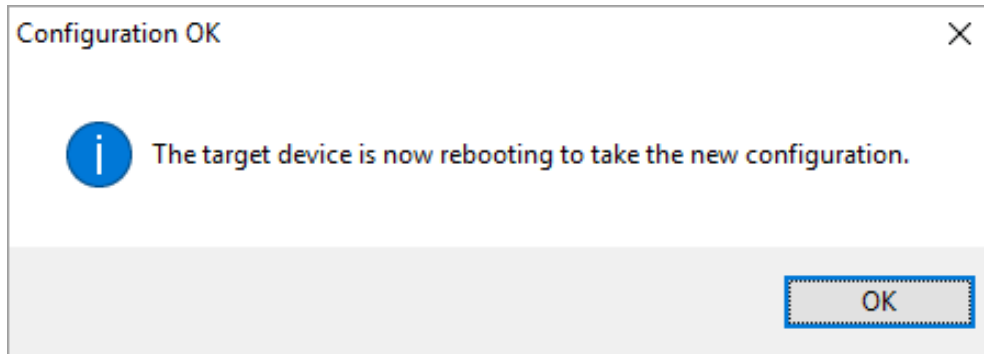 Configuration OK
The target device is now rebooting to take the new configuration.
OK